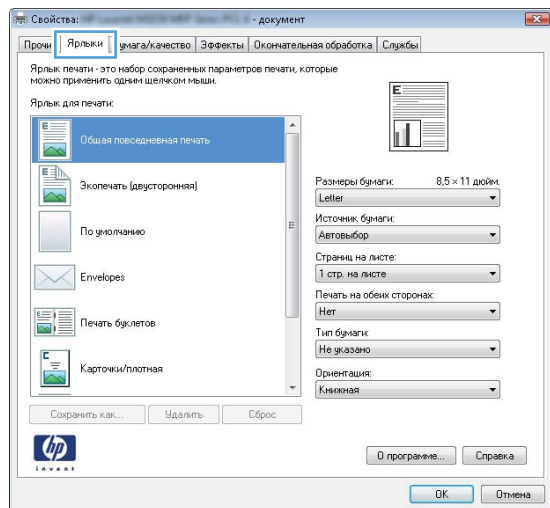 Свойства: - документ
Прочи Ярлыки умага/качество Эффекты Окончательная обработка Службы
Ярлык печати - это набор сохраненных параметров печати, которые
можно применить одним щелчком мыши.
Ярлык для печати:
Общая повседневная печать
Экопечать (двусторонняя)
По умолчанию
Envelopes
Печать буклетов
Карточки/плотная
Сохранить как... Удалить Сброс
E
Размеры бумаги: 8,5 × 11 дюйм.
Letter
Источник бумаги:
Автовыбор
Страниц на листе:
1 стр. на листе
Печать на обеих сторонах:
Нет
Тип бумаги:
Не указано
Ориентация:
Книжная
hp
invent
О программе... Справка
OK Отмена